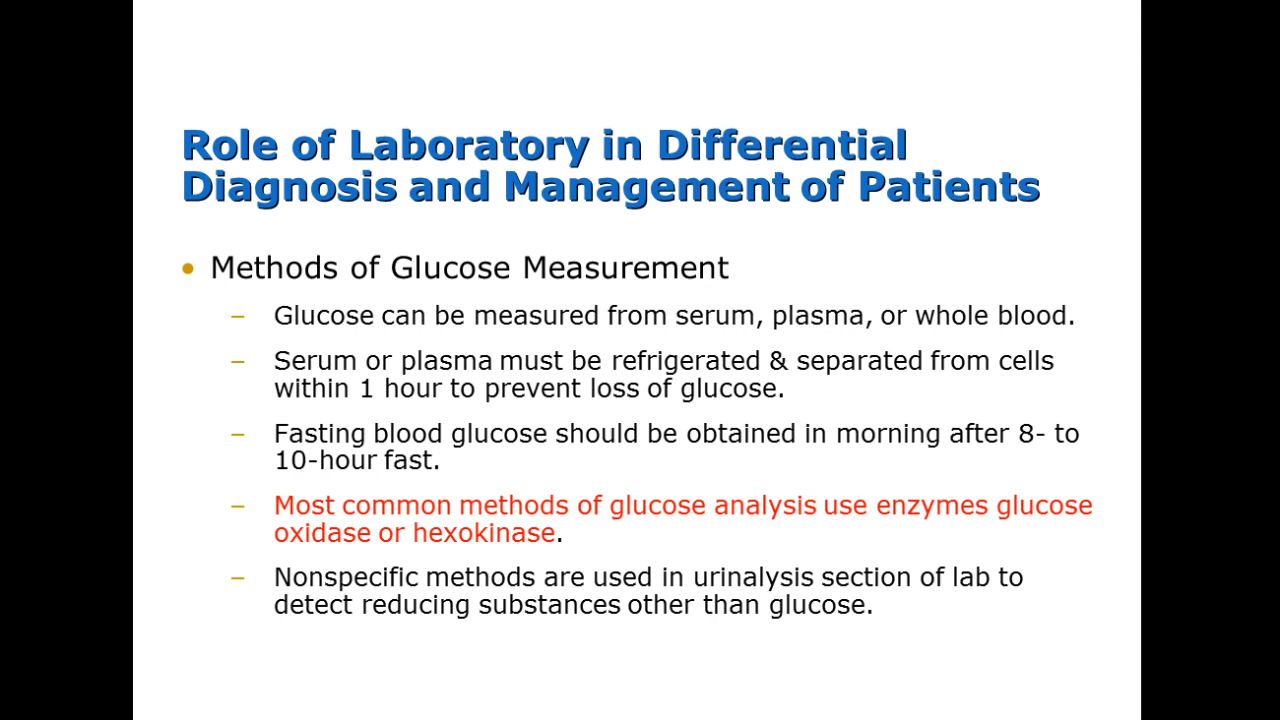 Role of Laboratory in Differential
Diagnosis and Management of Patients
• Methods of Glucose Measurement
– Glucose can be measured from serum, plasma, or whole blood.
– Serum or plasma must be refrigerated & separated from cells
within 1 hour to prevent loss of glucose.
– Fasting blood glucose should be obtained in morning after 8- to
10-hour fast.
– Most common methods of glucose analysis use enzymes glucose
oxidase or hexokinase.
– Nonspecific methods are used in urinalysis section of lab to
detect reducing substances other than glucose.